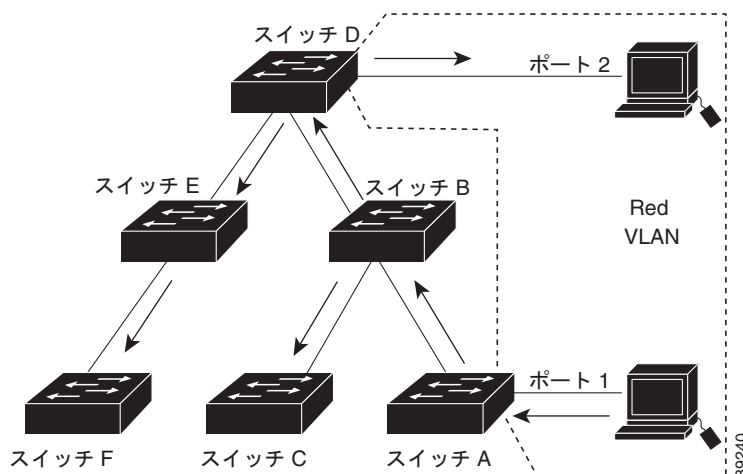 スイッチ D
ポート 2
スイッチ E
スイッチ B
Red
VLAN
ポート 1
スイッチ F
スイッチ C
スイッチ A